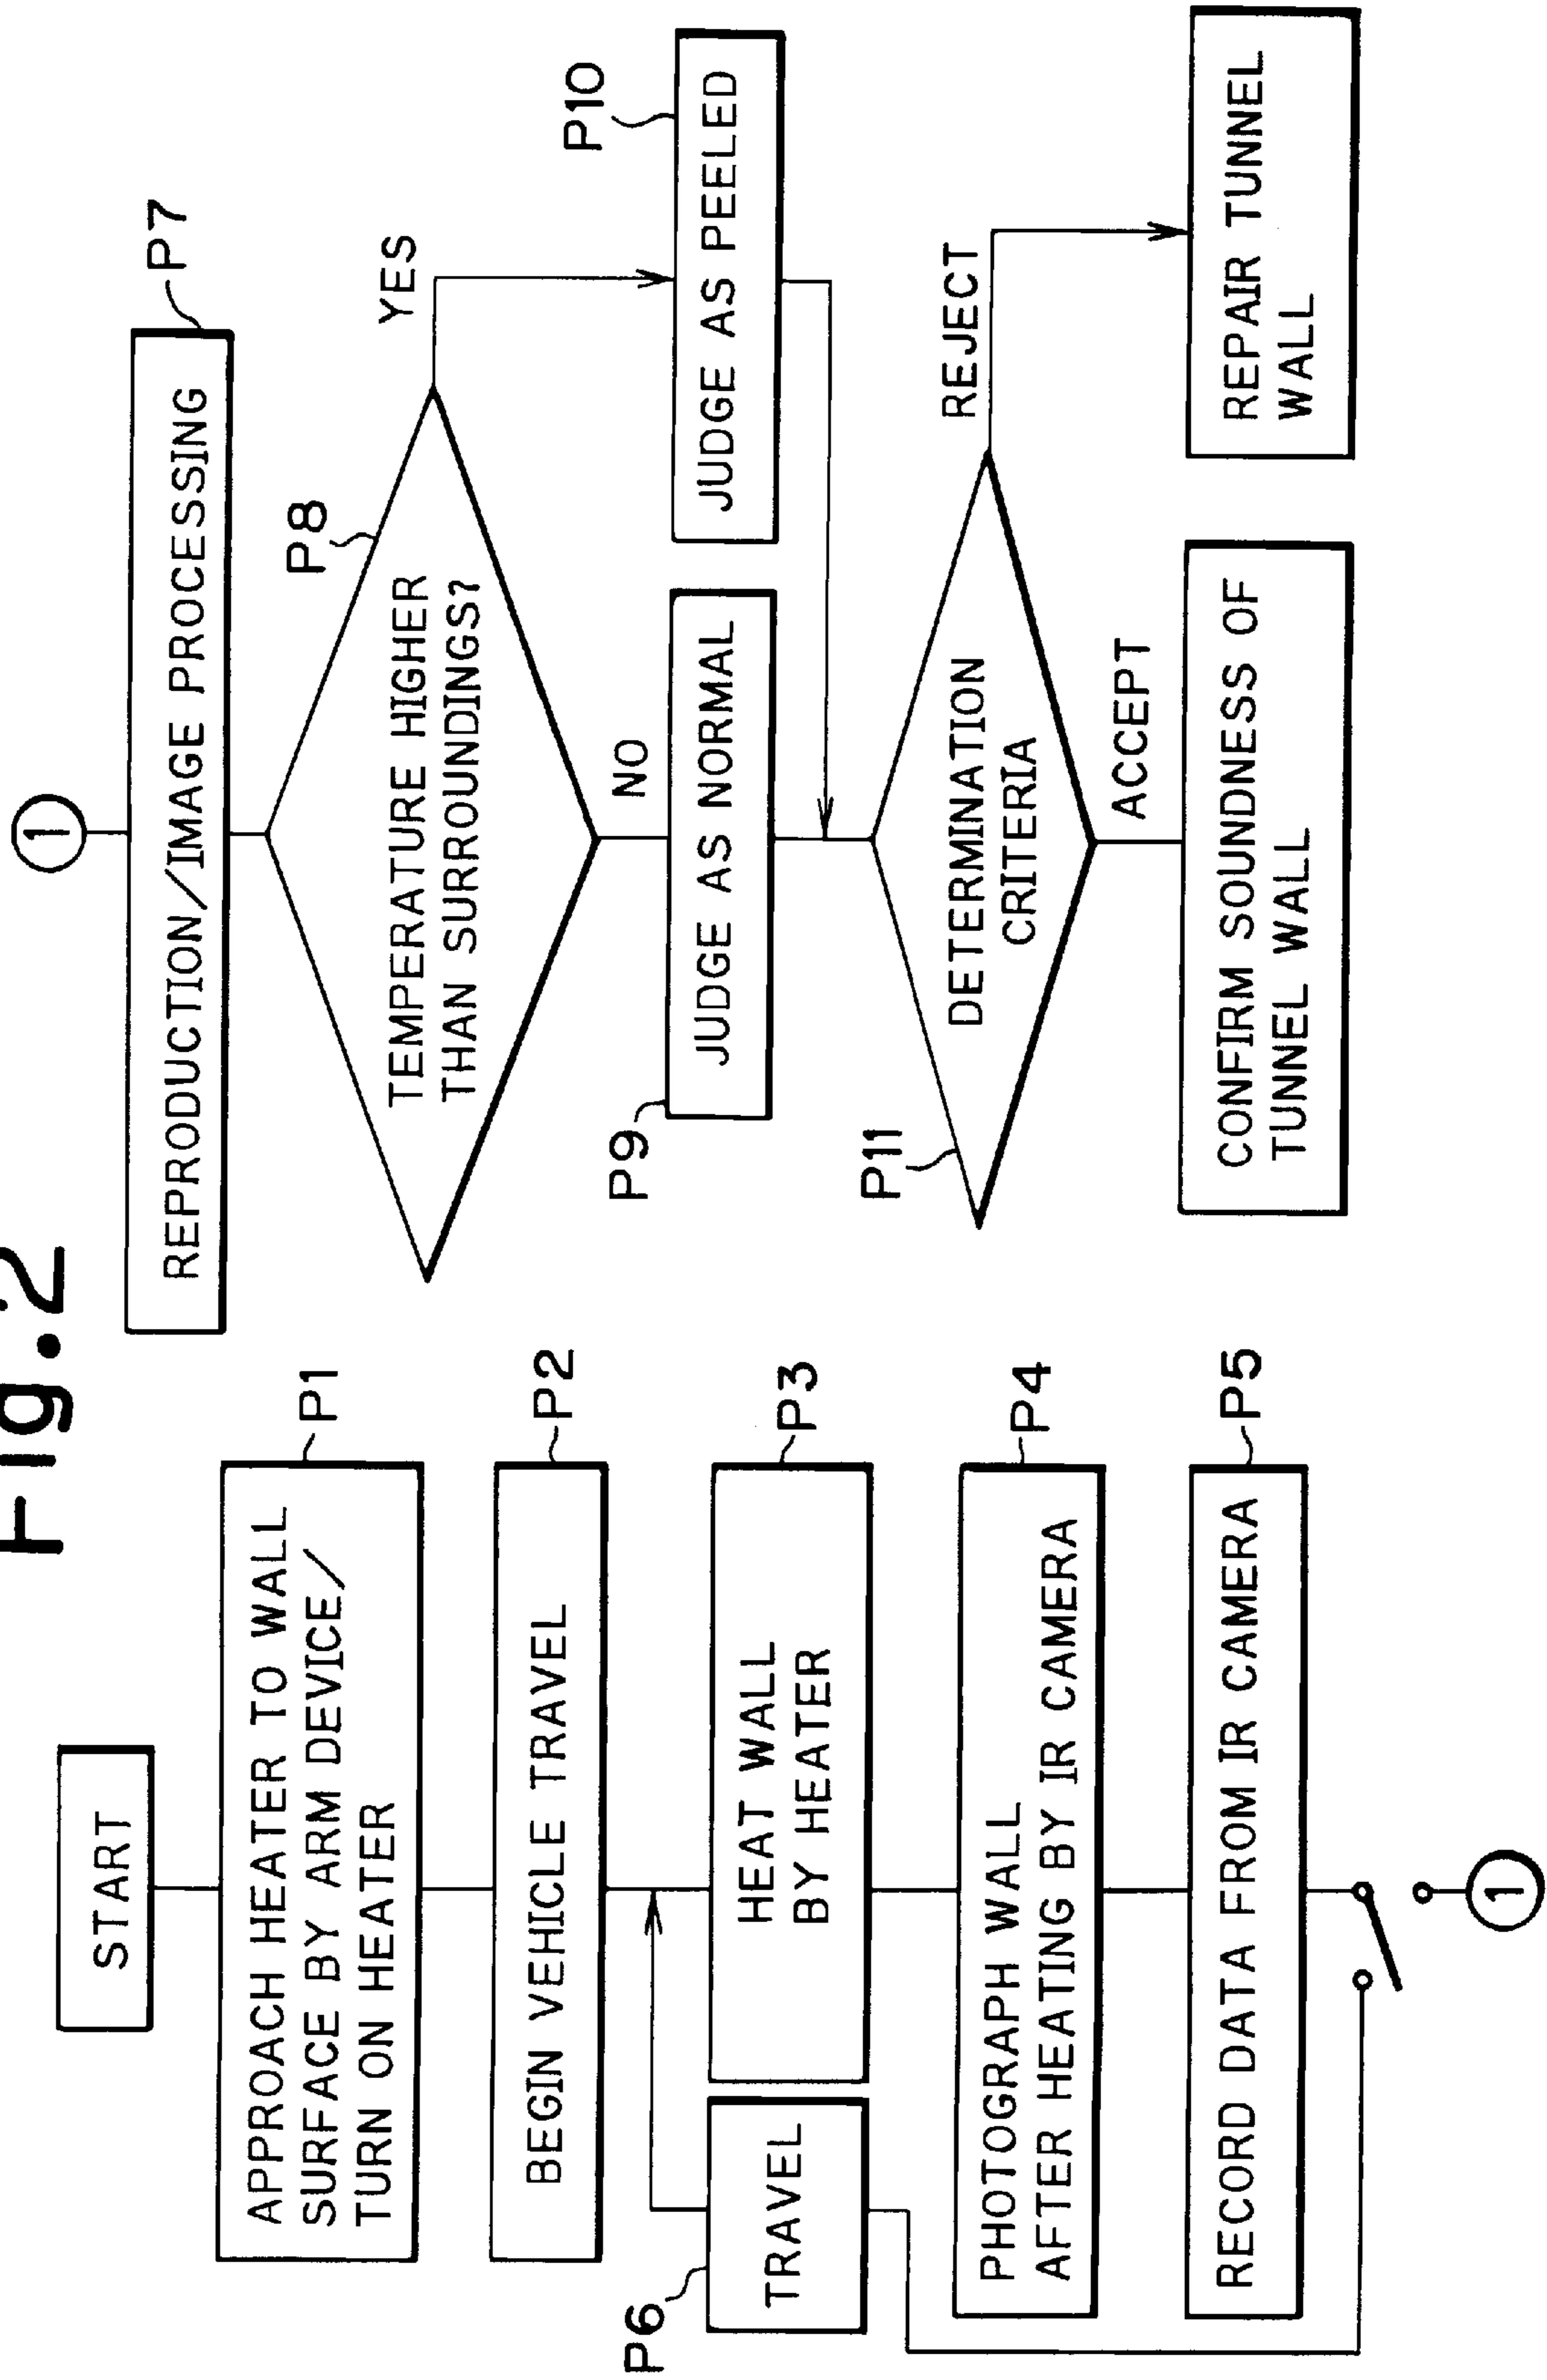 Fig.2
START
APPROACH HEATER TO WALL
SURFACE BY ARM DEVICE/
TURN ON HEATER
P1
BEGIN VEHICLE TRAVEL
P2
P6
TRAVEL
HEAT WALL
BY HEATER
P3
PHOTOGRAPH WALL
AFTER HEATING BY IR CAMERA
P4
RECORD DATA FROM IR CAMERA
P5
1
1
REPRODUCTION/IMAGE PROCESSING
P7
P8
TEMPERATURE HIGHER
THAN SURROUNDINGS?
YES
NO
P9
JUDGE AS NORMAL
P10
JUDGE AS PEELED
P11
DETERMINATION
CRITERIA
REJECT
ACCEPT
CONFIRM SOUNDNESS OF
TUNNEL WALL
REPAIR TUNNEL
WALL